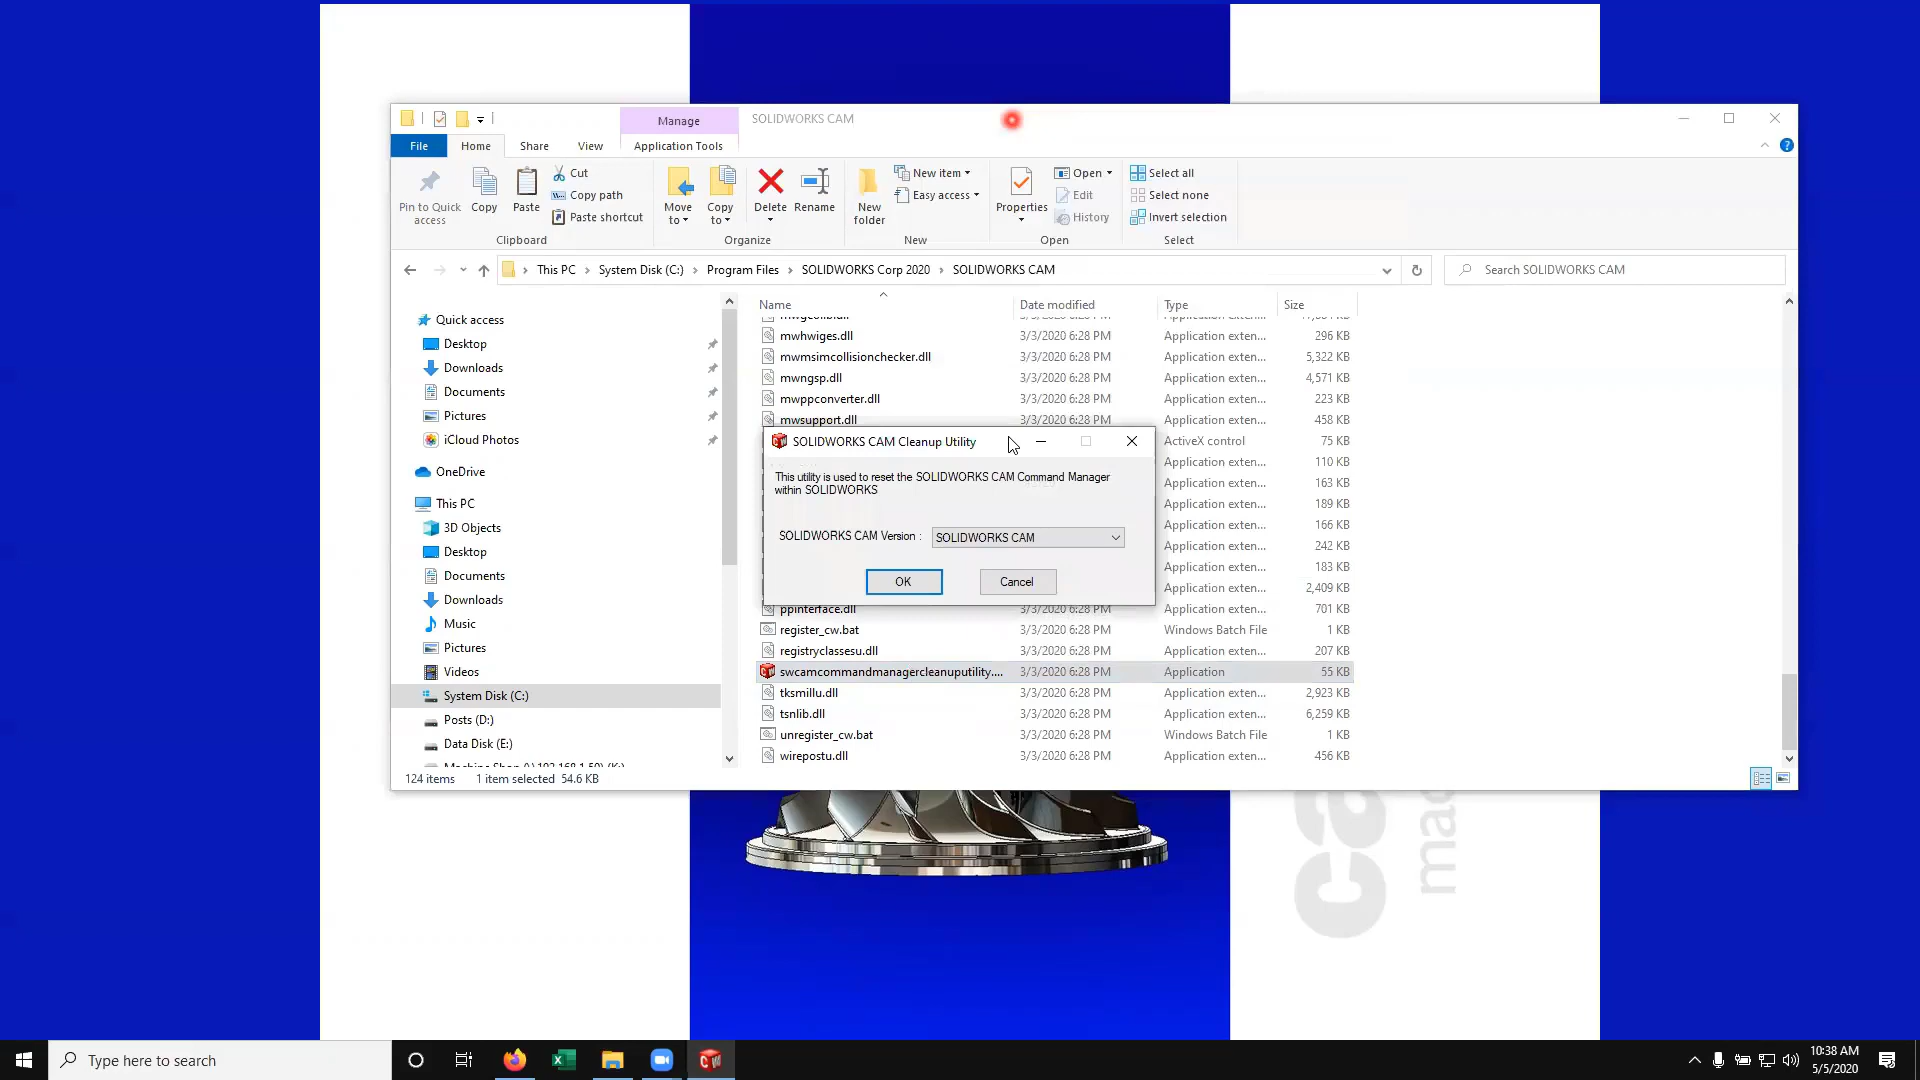 Manage
SOLIDWORKS CAM
File
Home
Share
View
Application Tools
Pin to Quick
access
Copy
Paste
Cut
Copy path
Paste shortcut
Clipboard
Move
to
Copy
to
Delete
Rename
Organize
New
folder
New item
Easy access
New
Properties
Open
Edit
History
Open
Select all
Select none
Invert selection
Select
This PC
System Disk (C:)
Program Files
SOLIDWORKS Corp 2020
SOLIDWORKS CAM
Search SOLIDWORKS CAM
Quick access
Desktop
Downloads
Documents
Pictures
iCloud Photos
OneDrive
This PC
3D Objects
Desktop
Documents
Downloads
Music
Pictures
Videos
System Disk (C:)
Posts (D:)
Data Disk (E:)
Name Date modified Type Size
mwhwiges.dll 3/3/2020 6:28 PM Application exten... 296 KB
mwmsimcollisionchecker.dll 3/3/2020 6:28 PM Application exten... 5,322 KB
mwngsp.dll 3/3/2020 6:28 PM Application exten... 4,571 KB
mwppconverter.dll 3/3/2020 6:28 PM Application exten... 223 KB
mwsupport.dll 3/3/2020 6:28 PM Application exten... 458 KB
ActiveX control 75 KB
Application exten... 110 KB
Application exten... 163 KB
Application exten... 189 KB
Application exten... 166 KB
Application exten... 242 KB
Application exten... 183 KB
Application exten... 2,409 KB
ppinterface.dll 3/3/2020 6:28 PM Application exten... 701 KB
register_cw.bat 3/3/2020 6:28 PM Windows Batch File 1 KB
registryclassesu.dll 3/3/2020 6:28 PM Application exten... 207 KB
swcamcommandmanagercleanuputility.... 3/3/2020 6:28 PM Application 55 KB
tksmillu.dll 3/3/2020 6:28 PM Application exten... 2,923 KB
tsnlib.dll 3/3/2020 6:28 PM Application exten... 6,259 KB
unregister_cw.bat 3/3/2020 6:28 PM Windows Batch File 1 KB
wirepostu.dll 3/3/2020 6:28 PM Application exten... 456 KB
SOLIDWORKS CAM Cleanup Utility
This utility is used to reset the SOLIDWORKS CAM Command Manager
within SOLIDWORKS
SOLIDWORKS CAM Version :
SOLIDWORKS CAM
OK
Cancel
124 items 1 item selected 54.6 KB
ca
mac
Type here to search
10:38 AM
5/5/2020